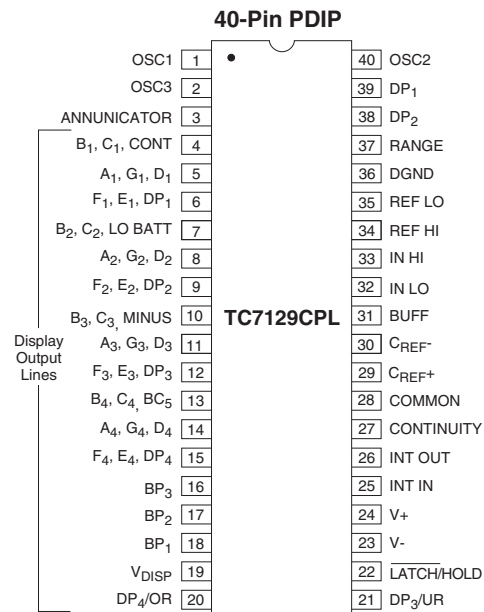 40-Pin PDIP
OSC1 1 40 OSC2
OSC3 2 39 DP1
ANNUNICATOR 3 38 DP2
B1, C1, CONT 4 37 RANGE
A1, G1, D1 5 36 DGND
F1, E1, DP1 6 35 REF LO
B2, C2, LO BATT 7 34 REF HI
A2, G2, D2 8 33 IN HI
F2, E2, DP2 9 32 IN LO
B3, C3, MINUS 10 TC7129CPL 31 BUFF
Display
Output
Lines
A3, G3, D3 11 30 CREF-
F3, E3, DP3 12 29 CREF+
B4, C4, BC5 13 28 COMMON
A4, G4, D4 14 27 CONTINUITY
F4, E4, DP4 15 26 INT OUT
BP3 16 25 INT IN
BP2 17 24 V+
BP1 18 23 V-
VDISP 19 22 LATCH/HOLD
DP4/OR 20 21 DP3/UR